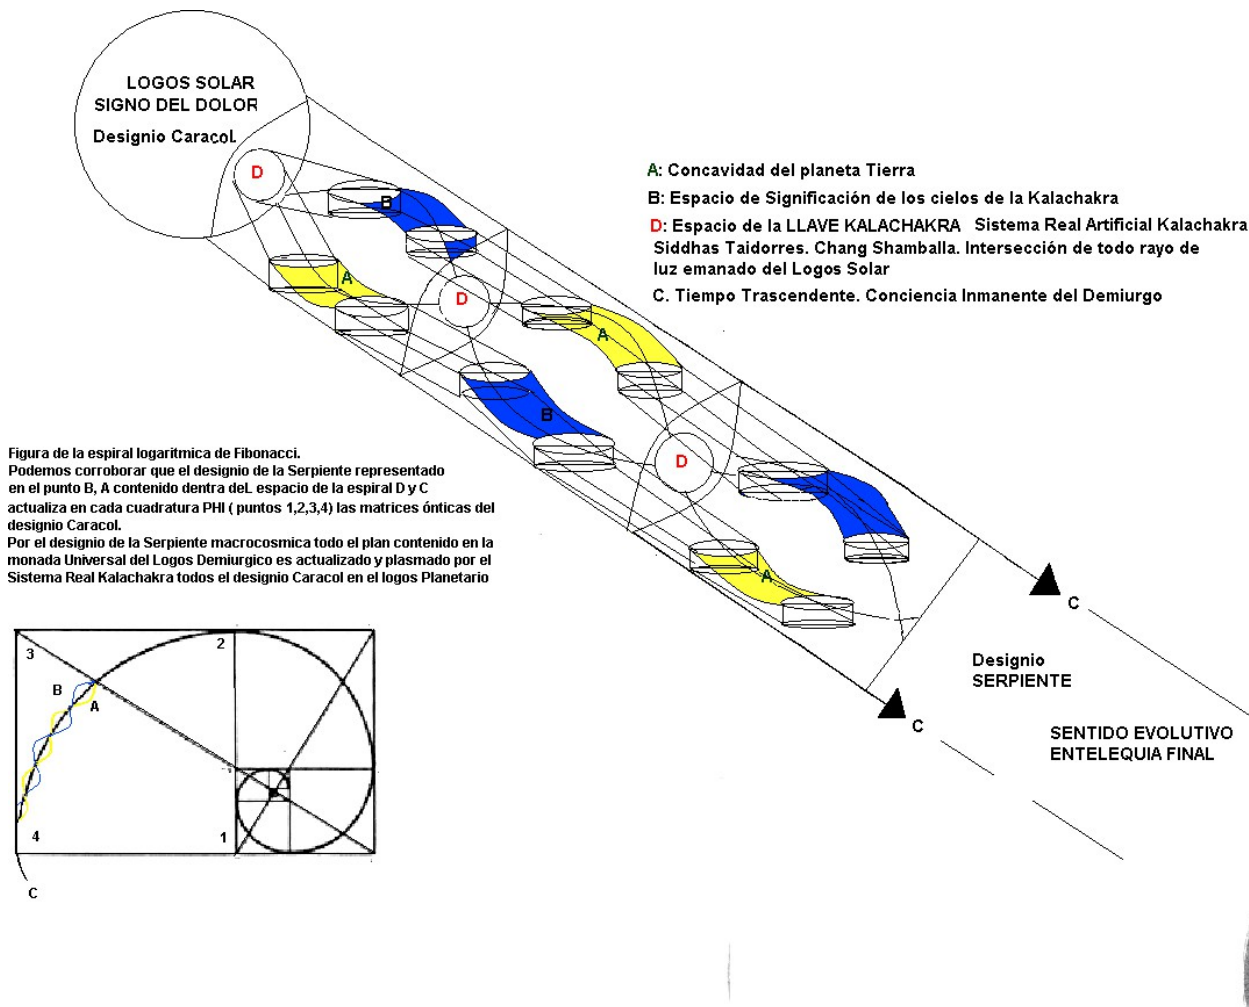 LOGOS SOLAR
SIGNO DEL DOLOR
Designio Caracol.
D
B
A
D
A
B
D
A
A: Concavidad del planeta Tierra
B: Espacio de Significación de los cielos de la Kalachakra
D: Espacio de la LLAVE KALACHAKRA Sistema Real Artificial Kalachakra
Siddhas Taidorres. Chang Shamballa. Intersección de todo rayo de
luz emanado del Logos Solar
C. Tiempo Trascendente. Conciencia Inmanente del Demiurgo
Figura de la espiral logaritmica de Fibonacci.
Podemos corroborar que el designio de la Serpiente representado
en el punto B, A contenido dentra deL espacio de la espiral D y C
actualiza en cada cuadratura PHI ( puntos 1,2,3,4) las matrices ónticas del
designio Caracol.
Por el designio de la Serpiente macrocosmica todo el plan contenido en la
monada Universal del Logos Demiurgico es actualizado y plasmado por el
Sistema Real Kalachakra todos el designio Caracol en el logos Planetario
C
C
Designio
SERPIENTE
SENTIDO EVOLUTIVO
ENTELEQUIA FINAL
3
2
B
A
4
1
C